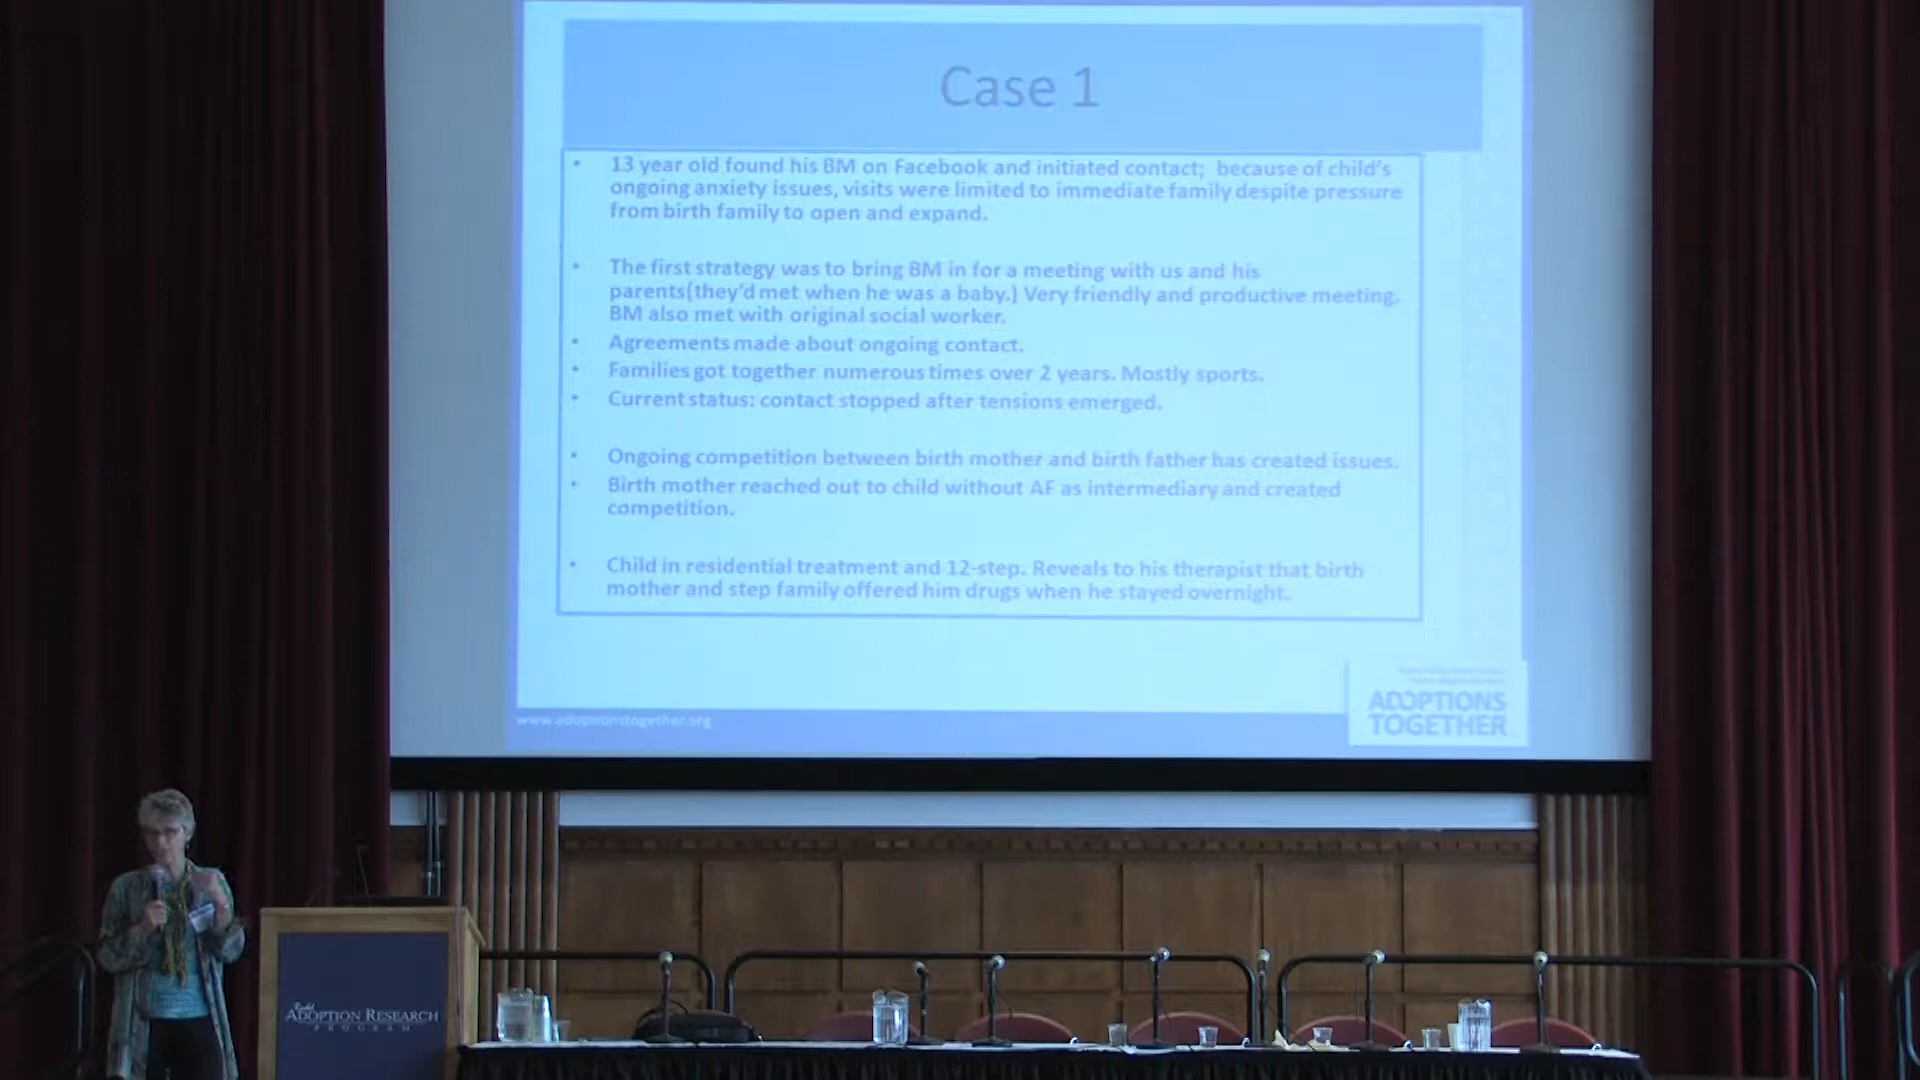 Case 1
• 13 year old found his BM on Facebook and initiated contact; because of child's
ongoing anxiety issues, visits were limited to immediate family despite pressure
from birth family to open and expand.
• The first strategy was to bring BM in for a meeting with us and his
parents(they'd met when he was a baby.) Very friendly and productive meeting.
BM also met with original social worker.
• Agreements made about ongoing contact.
• Families got together numerous times over 2 years. Mostly sports.
• Current status: contact stopped after tensions emerged.
• Ongoing competition between birth mother and birth father has created issues.
• Birth mother reached out to child without AF as intermediary and created
competition.
• Child in residential treatment and 12-step. Reveals to his therapist that birth
mother and step family offered him drugs when he stayed overnight.
www.adoptionstogether.org
ADOPTIONS
TOGETHER
Rudd
ADOPTION RESEARCH
PROGRAM